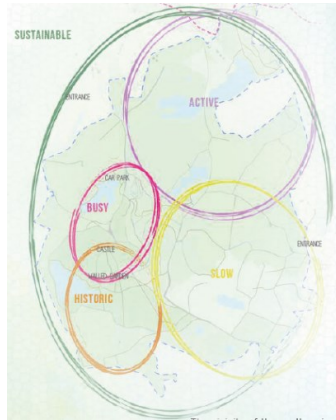 SUSTAINABLE
ENTRANCE
ACTIVE
CAR PARK
BUSY
CASTLE
ENTRANCE
WALLED GARDEN
SLOW
HISTORIC